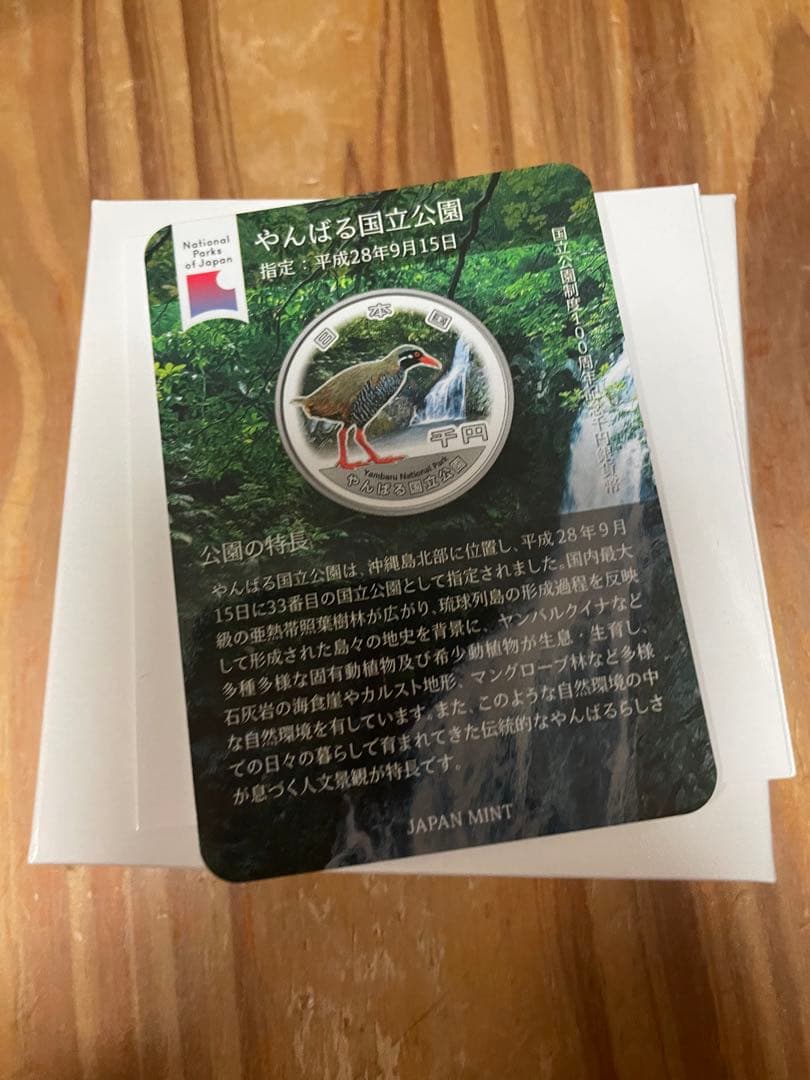 National
Parks
of Japan
やんばる国立公園
指定：平成28年9月15日
国立公園制度100周年記念千円銀貨幣
日本国
千円
Yambaru National Park
やんばる国立公園
公園の特長
やんばる国立公園は、沖縄島北部に位置し、平成28年9月
15日に33番目の国立公園として指定されました。国内最大
級の亜熱帯照葉樹林が広がり、琉球列島の形成過程を反映
して形成された島々の地史を背景に、ヤンバルクイナなど
多種多様な固有動植物及び希少動植物が生息・生育し、
石灰岩の海食崖やカルスト地形、マングローブ林など多様
な自然環境を有しています。また、このような自然環境の中
での日々の暮らしで育まれてきた伝統的なやんばるらしさ
が息づく人文景観が特長です。
JAPAN MINT